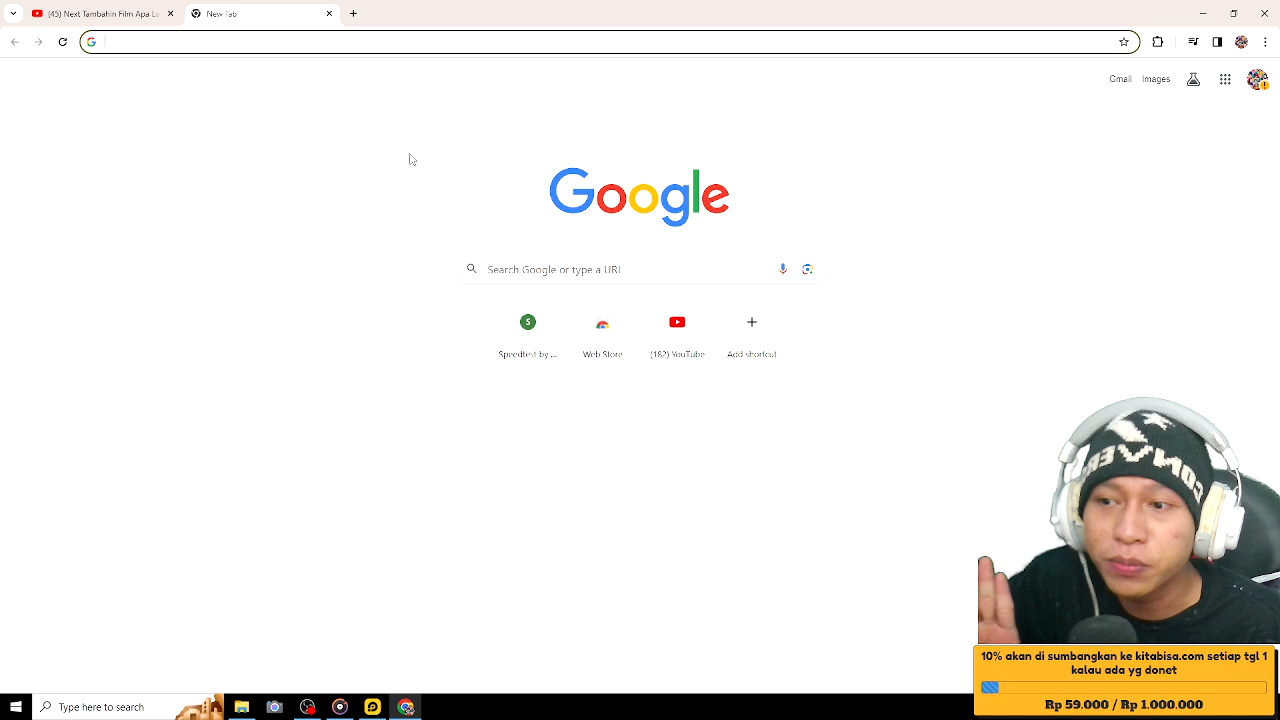 (45) Next Tambahin Film Apa La
New Tab
Gmail
Images
Google
Search Google or type a URL
S
Speedtest by ...
Web Store
(182) YouTube
Add shortcut
CONVERS
10% akan di sumbangkan ke kitabisa.com setiap tgl 1
kalau ada yg donet
Rp 59.000 / Rp 1.000.000
Type here to search